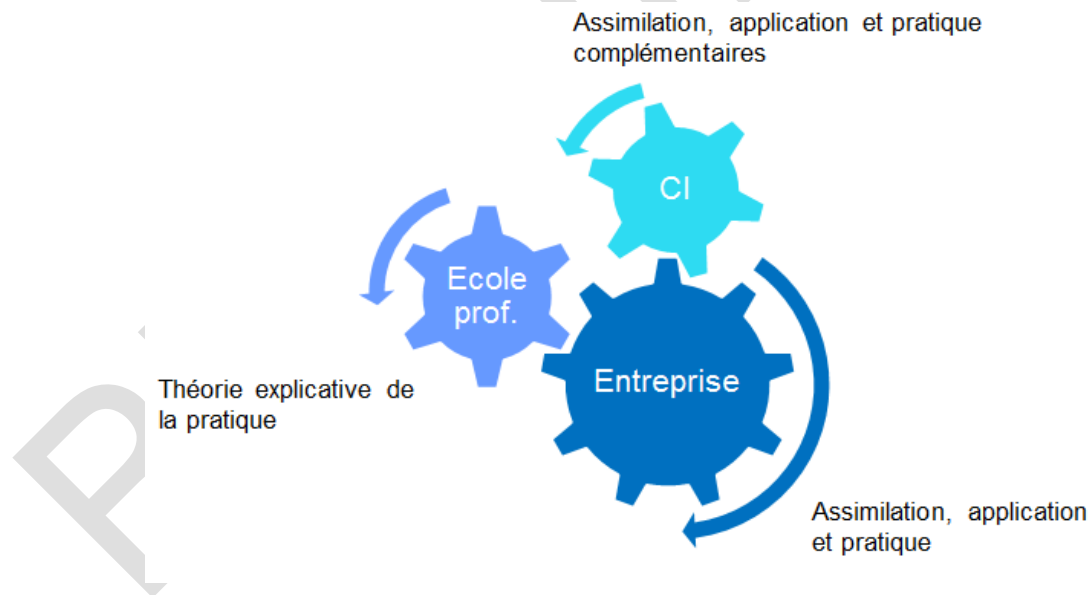 Assimilation, application et pratique
complémentaires
CI
Ecole
prof.
Entreprise
Théorie explicative de
la pratique
Assimilation, application
et pratique